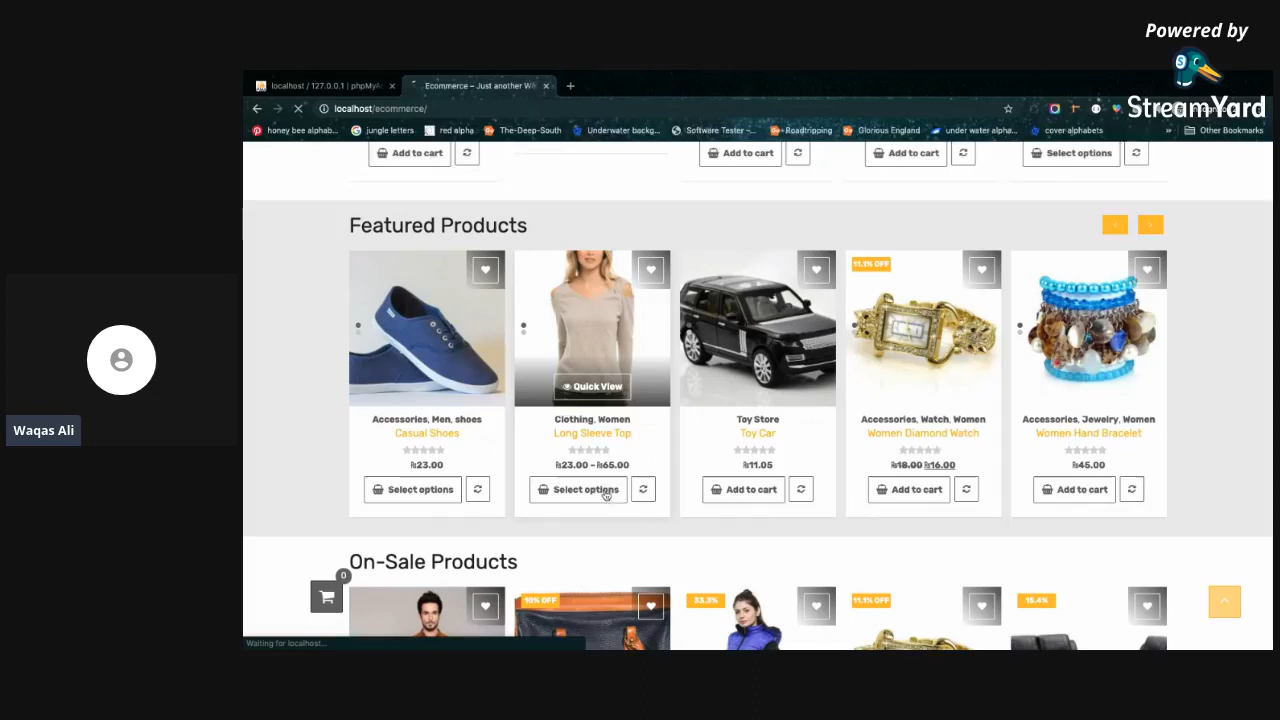 Powered by
StreamYard
localhost / 127.0.0.1 | phpMyA
Ecommerce – Just another W
localhost/ecommerce/
honey bee alphab...
jungle letters
red alpha
The-Deep-South
Underwater backg...
Software Tester –...
Roadtripping
Glorious England
under water alpha...
cover alphabets
»
Other Bookmarks
Add to cart
Add to cart
Add to cart
Select options
Featured Products
11.1% OFF
Quick View
Accessories, Men, shoes
Casual Shoes
₨23.00
Select options
Clothing, Women
Long Sleeve Top
₨23.00 – ₨65.00
Select options
Toy Store
Toy Car
₨11.05
Add to cart
Accessories, Watch, Women
Women Diamond Watch
₨18.00 ₨16.00
Add to cart
Accessories, Jewelry, Women
Women Hand Bracelet
₨45.00
Add to cart
On-Sale Products
0
10% OFF
33.3%
11.1% OFF
15.4%
Waiting for localhost...
Waqas Ali